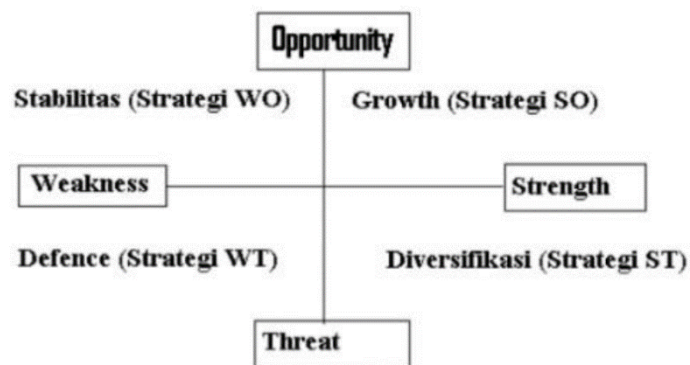 Opportunity
Stabilitas (Strategi WO)
Growth (Strategi SO)
Weakness
Strength
Defence (Strategi WT)
Diversifikasi (Strategi ST)
Threat